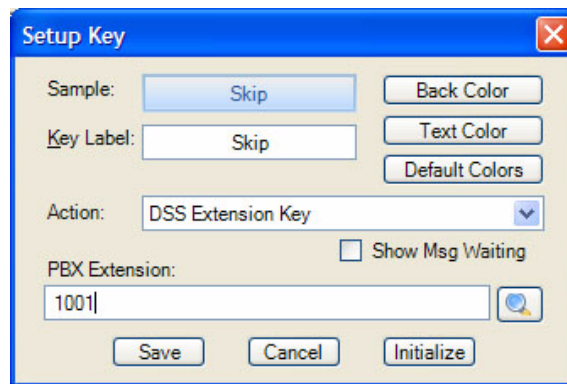 Setup Key
Sample: Skip Back Color
Key Label: Skip Text Color
Default Colors
Action: DSS Extension Key
Show Msg Waiting
PBX Extension:
1001
Save Cancel Initialize